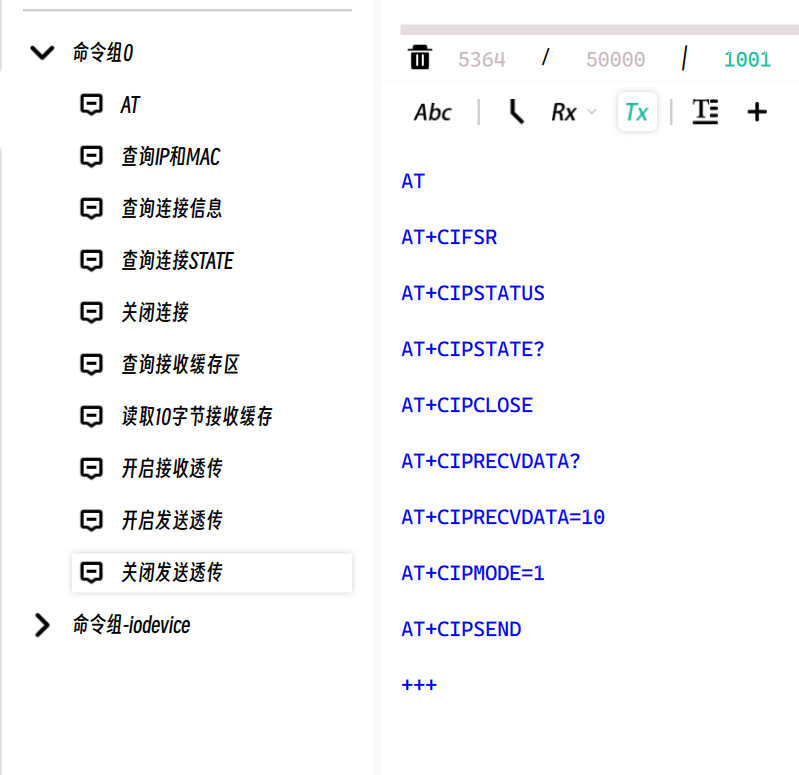 命令组0
AT
查询IP和MAC
查询连接信息
查询连接STATE
关闭连接
查询接收缓存区
读取10字节接收缓存
开启接收透传
开启发送透传
关闭发送透传
命令组-iodevice
5364 / 50000 | 1001
Abc | Rx Tx | T +
AT
AT+CIFSR
AT+CIPSTATUS
AT+CIPSTATE?
AT+CIPCLOSE
AT+CIPRECVDATA?
AT+CIPRECVDATA=10
AT+CIPMODE=1
AT+CIPSEND
+++